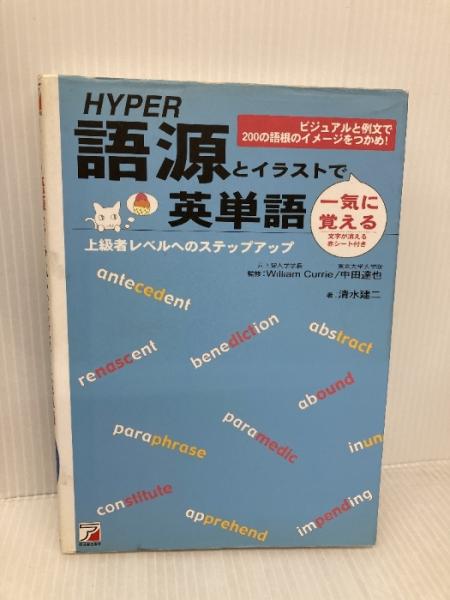 HYPER
ビジュアルと例文で
200の語根のイメージをつかめ!
語源とイラストで
一気に
覚える
英単語
文字が消える
赤シート付き
上級者レベルへのステップアップ
監修:William Currie/中田達也
著:清水建二
antecedent
benediction
abstract
renascent
abound
paraphrase
paramedic
inun
constitute
apprehend
impending